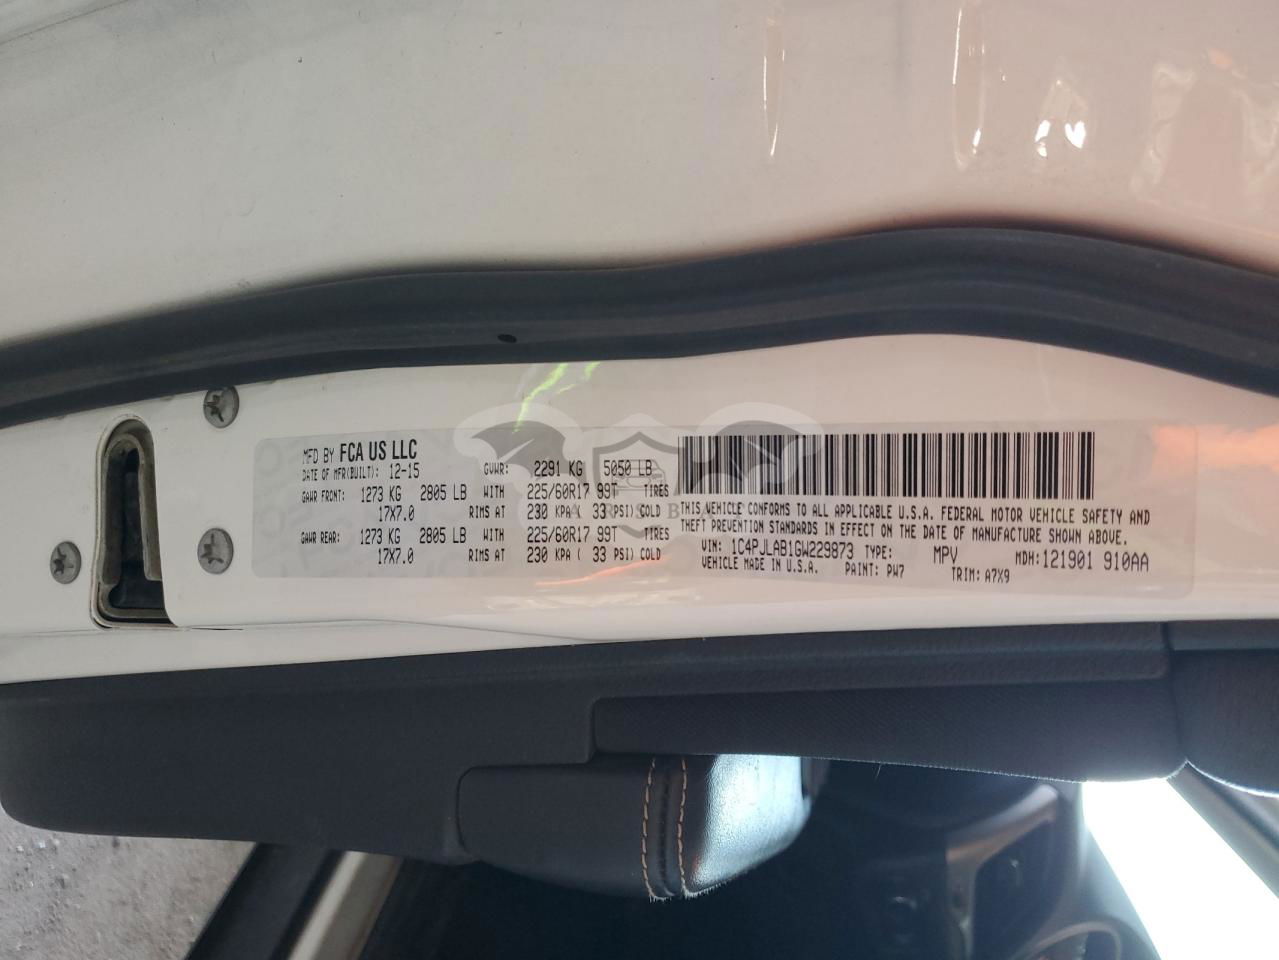 MFD BY FCA US LLC
DATE OF MFR(BUILT): 12-15 GVWR: 2291 KG 5050 LB
GAWR FRONT: 1273 KG 2805 LB WITH 225/60R17 99T TIRES
17X7.0 RIMS AT 230 KPA ( 33 PSI) COLD
GAWR REAR: 1273 KG 2805 LB WITH 225/60R17 99T TIRES
17X7.0 RIMS AT 230 KPA ( 33 PSI) COLD
THIS VEHICLE CONFORMS TO ALL APPLICABLE U.S.A. FEDERAL MOTOR VEHICLE SAFETY AND
THEFT PREVENTION STANDARDS IN EFFECT ON THE DATE OF MANUFACTURE SHOWN ABOVE.
VIN: 1C4PJLAB1GW229873 TYPE: MPV MDH: 121901 910AA
VEHICLE MADE IN U.S.A. PAINT: PW7 TRIM: A7X9